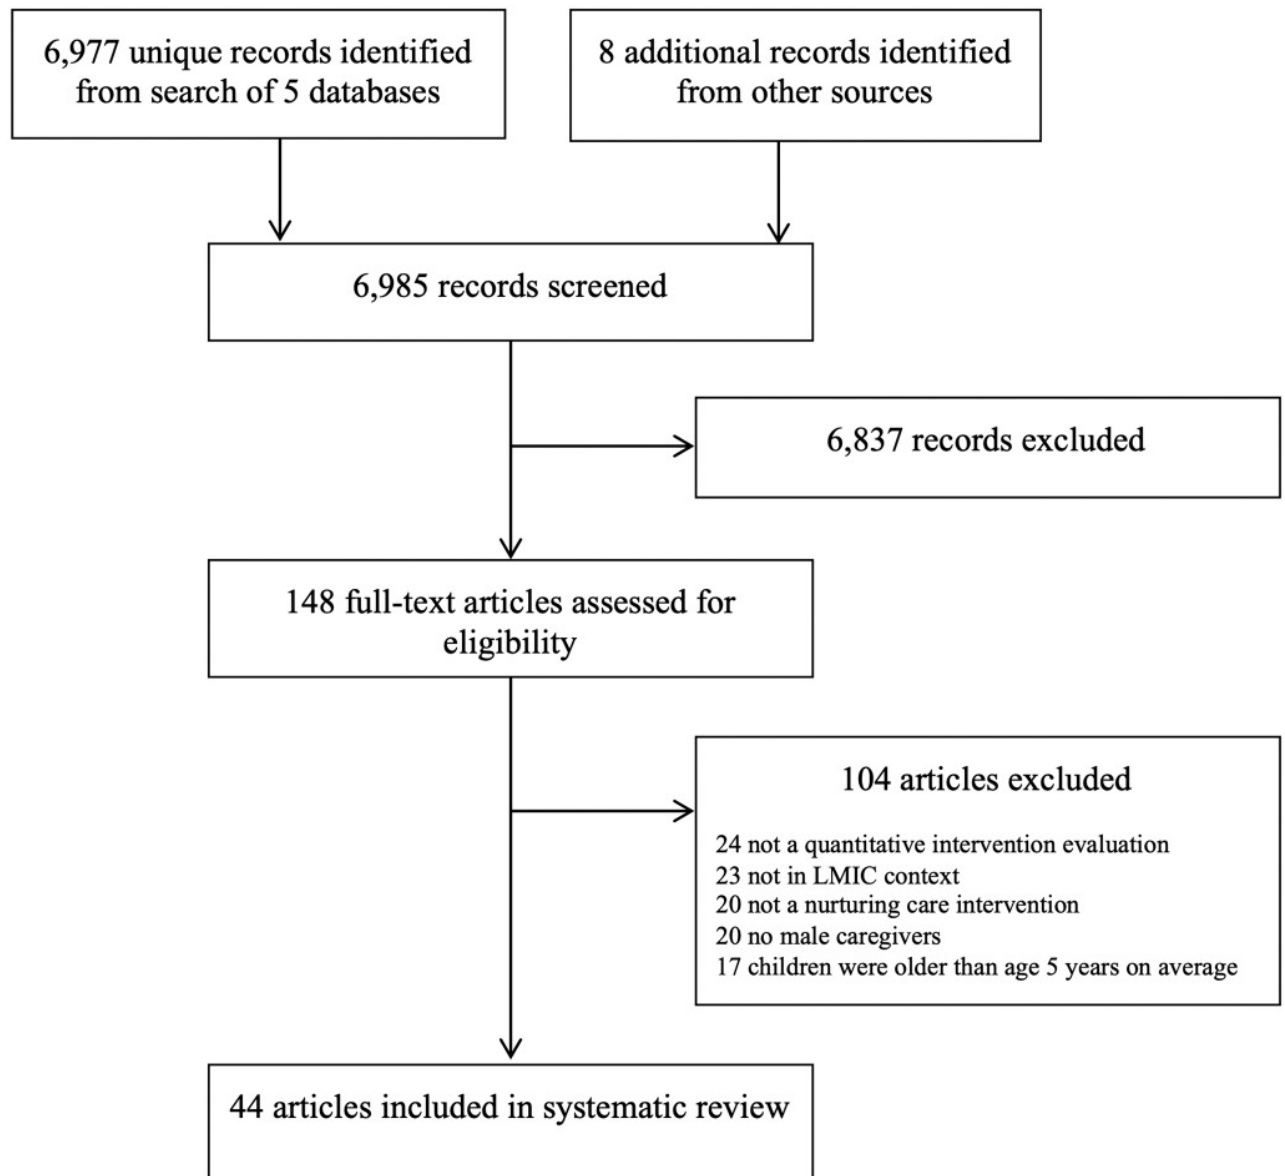 6,977 unique records identified
from search of 5 databases
8 additional records identified
from other sources
6,985 records screened
6,837 records excluded
148 full-text articles assessed for
eligibility
104 articles excluded
24 not a quantitative intervention evaluation
23 not in LMIC context
20 not a nurturing care intervention
20 no male caregivers
17 children were older than age 5 years on average
44 articles included in systematic review